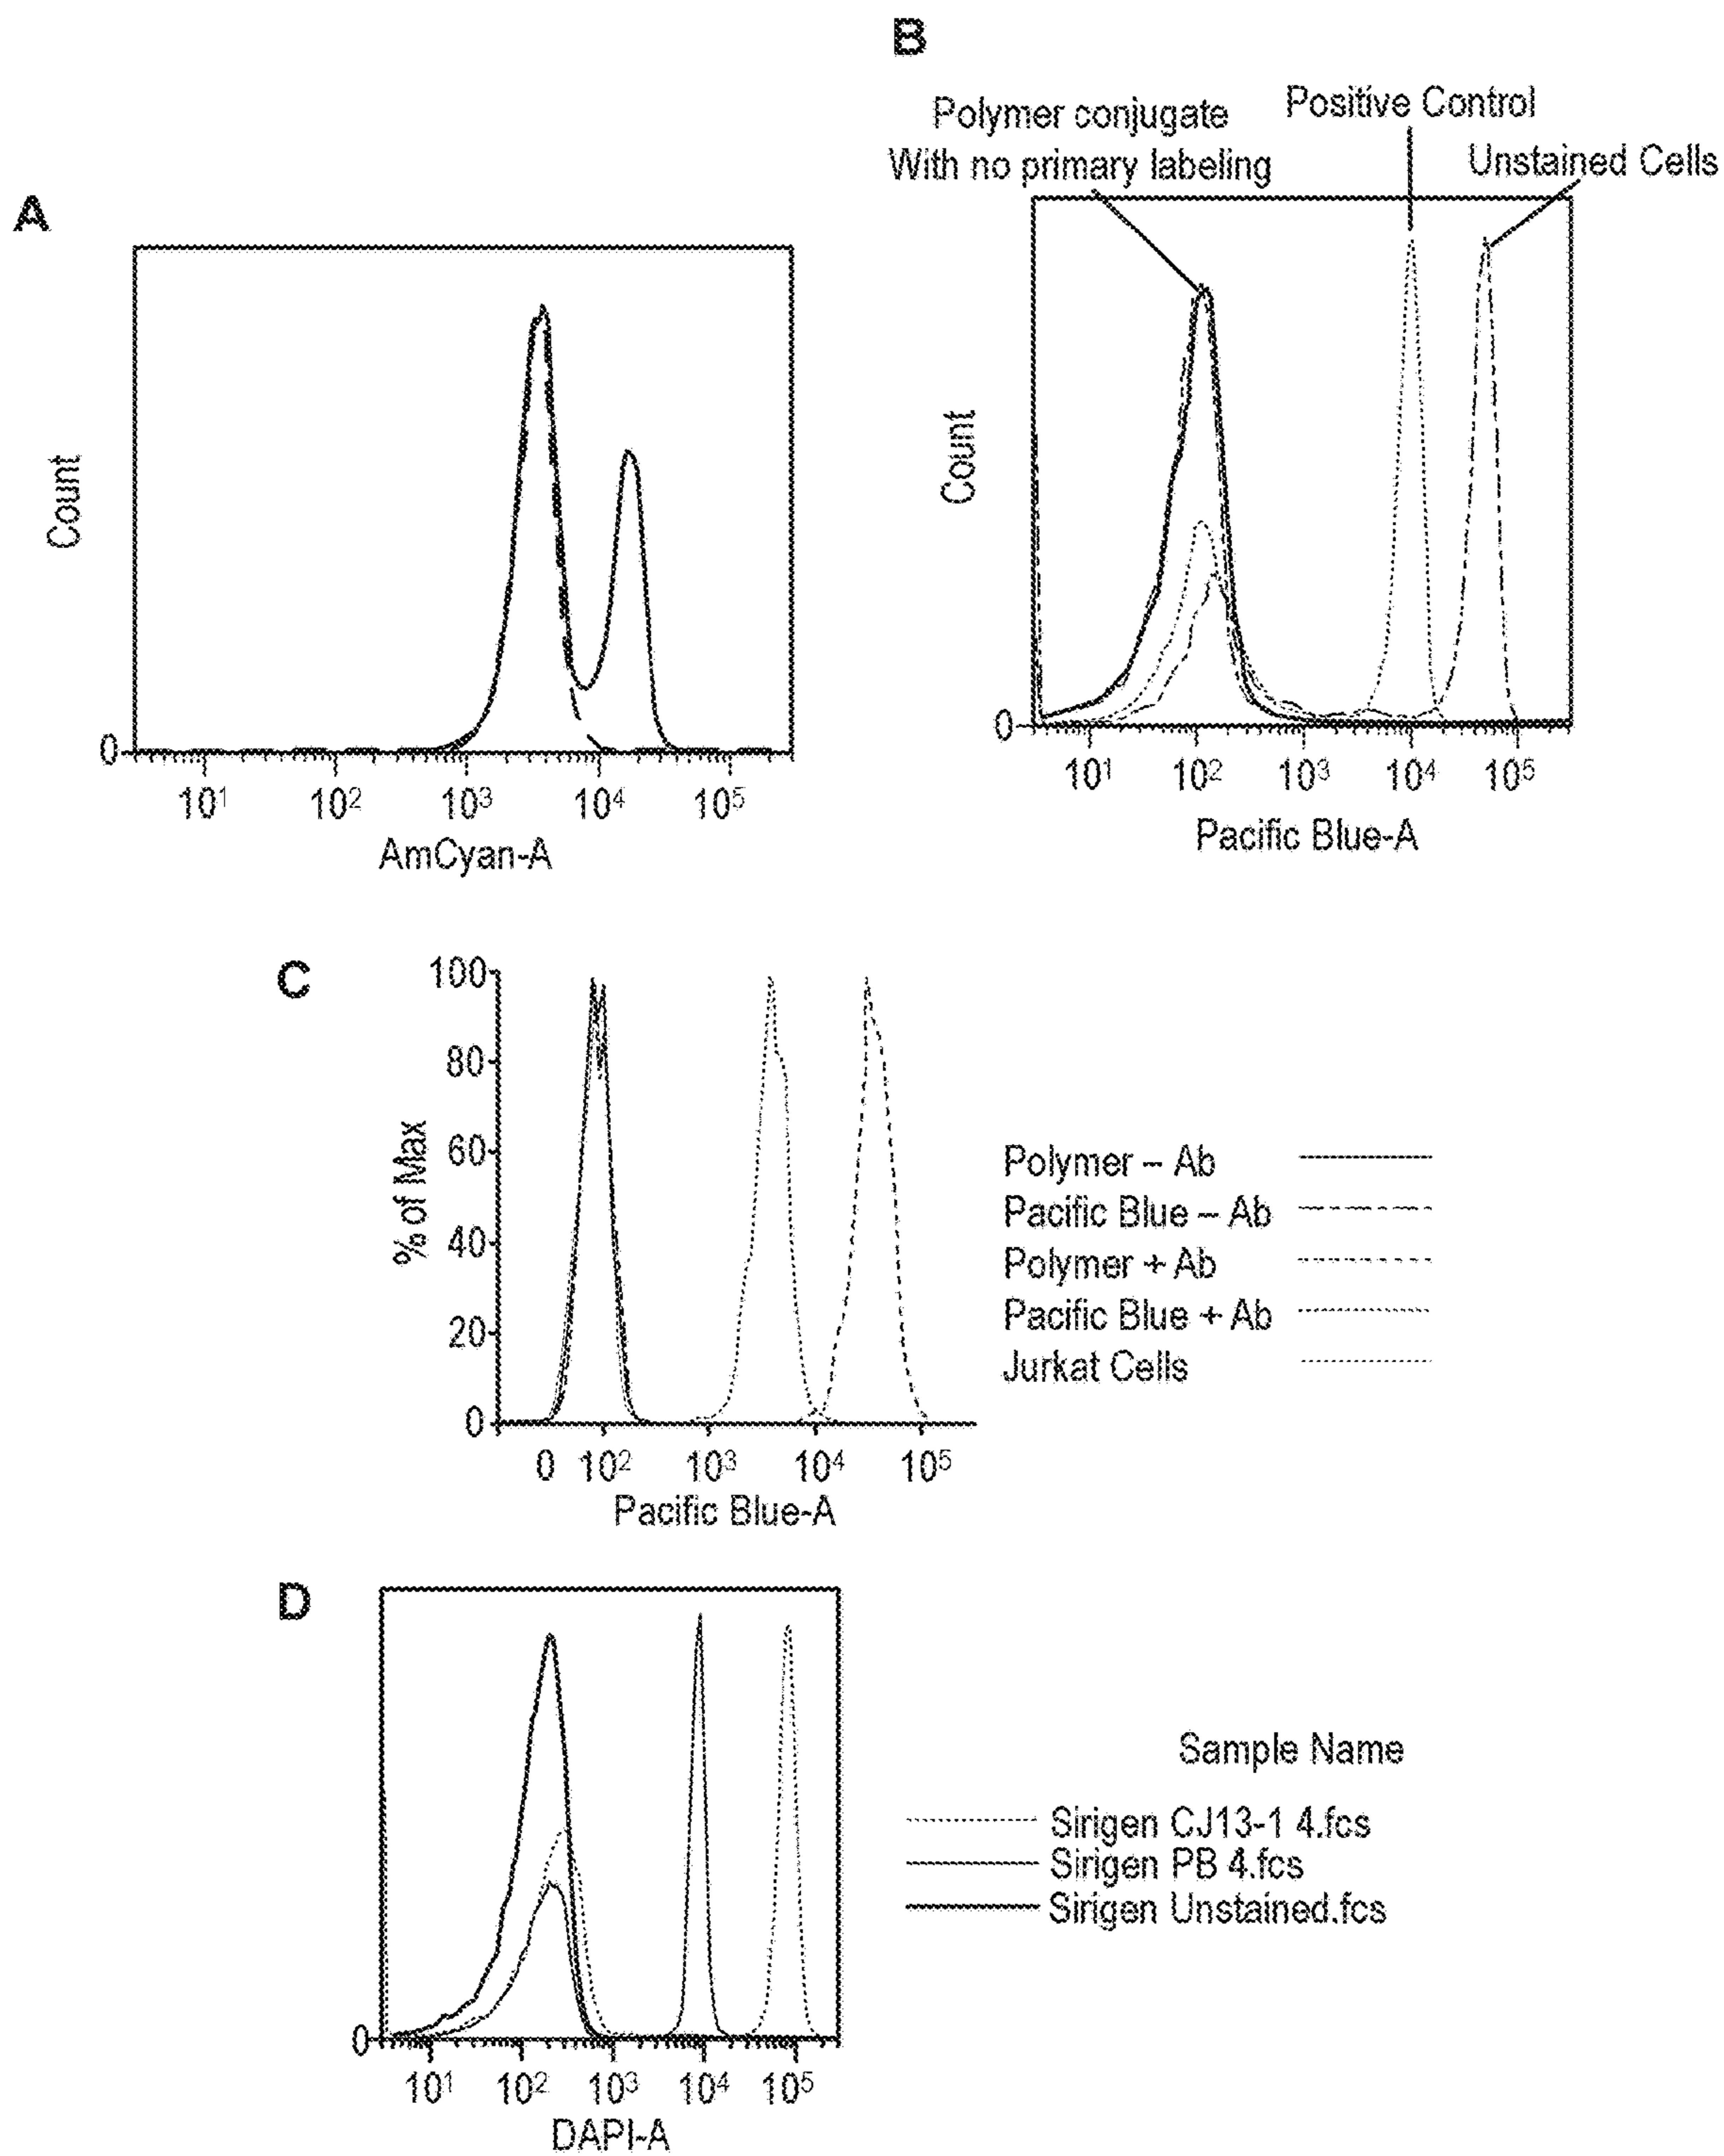 A
Count
0
10¹ 10² 10³ 10⁴ 10⁵
AmCyan-A
B
Polymer conjugate
With no primary labeling
Positive Control
Unstained Cells
Count
0
10¹ 10² 10³ 10⁴ 10⁵
Pacific Blue-A
C
% of Max
100
80
60
40
20
0
0 10² 10³ 10⁴ 10⁵
Pacific Blue-A
Polymer – Ab
Pacific Blue – Ab
Polymer + Ab
Pacific Blue + Ab
Jurkat Cells
D
0
10¹ 10² 10³ 10⁴ 10⁵
DAPI-A
Sample Name
Sirigen CJ13-1 4.fcs
Sirigen PB 4.fcs
Sirigen Unstained.fcs